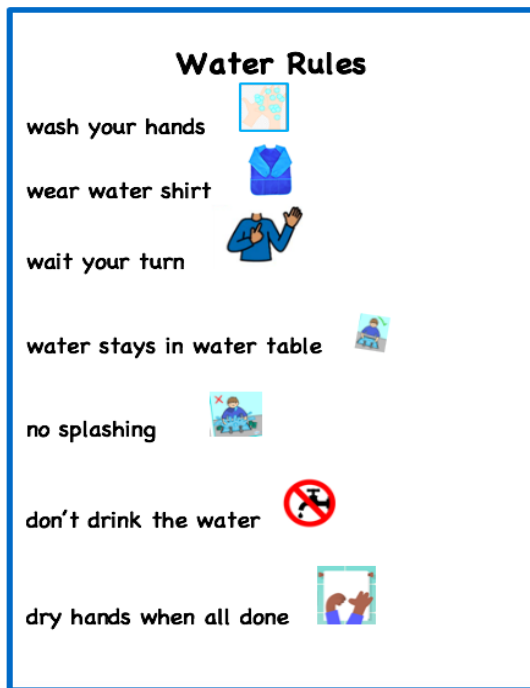 Water Rules
wash your hands
wear water shirt
wait your turn
water stays in water table
no splashing
don't drink the water
dry hands when all done